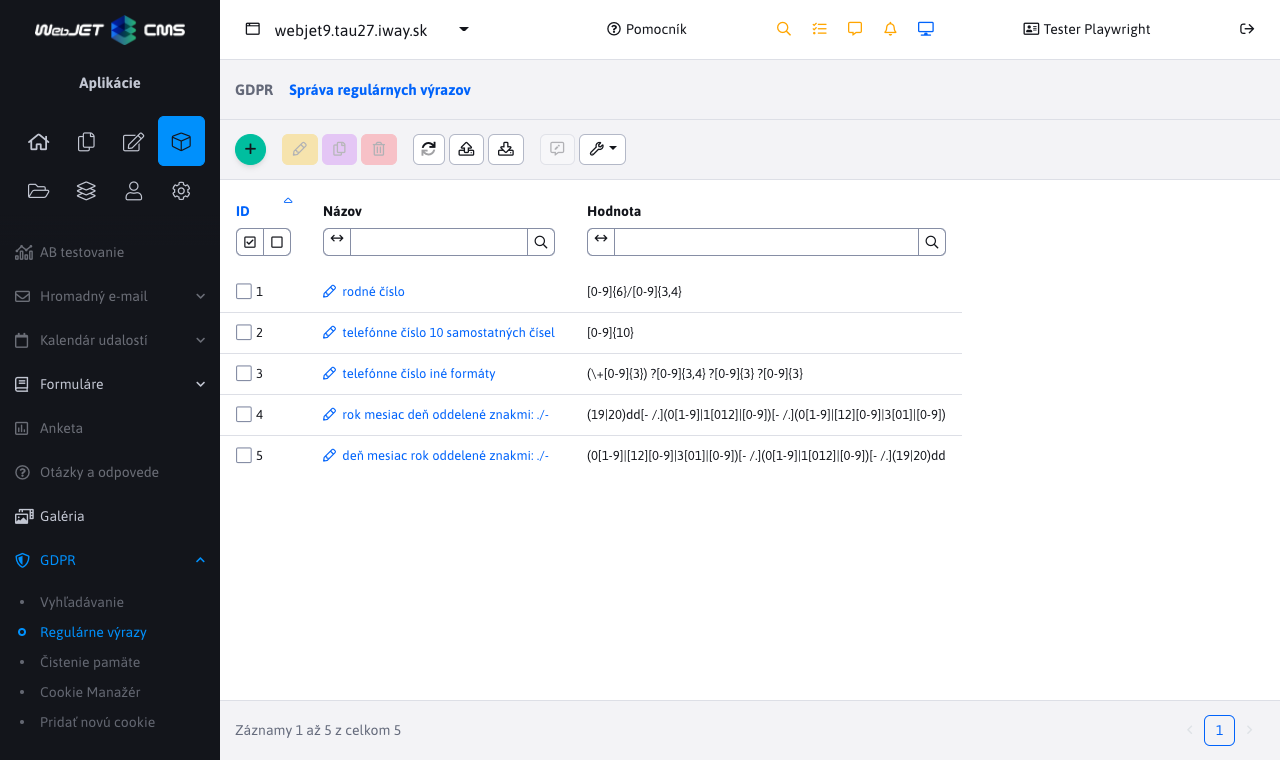 WebJET CMS
webjet9.tau27.iway.sk
Pomocník
Tester Playwright
Aplikácie
GDPR
Správa regulárnych výrazov
AB testovanie
Hromadný e-mail
Kalendár udalostí
Formuláre
Anketa
Otázky a odpovede
Galéria
GDPR
Vyhľadávanie
Regulárne výrazy
Čistenie pamäte
Cookie Manažér
Pridať novú cookie
ID Názov Hodnota
1 rodné číslo [0-9]{6}/[0-9]{3,4}
2 telefónne číslo 10 samostatných čísel [0-9]{10}
3 telefónne číslo iné formáty (\+[0-9]{3}) ?[0-9]{3,4} ?[0-9]{3} ?[0-9]{3}
4 rok mesiac deň oddelené znakmi: ./- (19|20)dd[- /.](0[1-9]|1[012]|[0-9])[- /.](0[1-9]|[12][0-9]|3[01]|[0-9])
5 deň mesiac rok oddelené znakmi: ./- (0[1-9]|[12][0-9]|3[01]|[0-9])[- /.](0[1-9]|1[012]|[0-9])[- /.](19|20)dd
Záznamy 1 až 5 z celkom 5
1